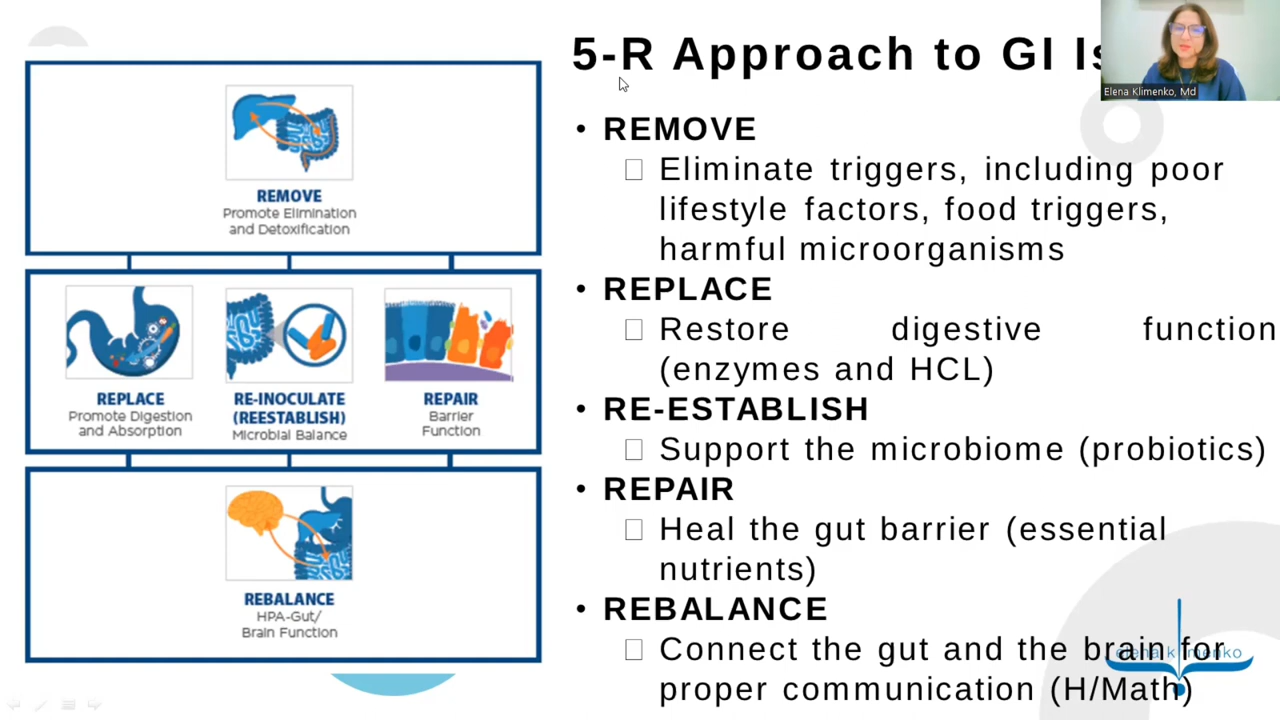 5-R Approach to GI
Elena Klimenko, Md
REMOVE
Promote Elimination
and Detoxification
REPLACE
Promote Digestion
and Absorption
RE-INOCULATE
(REESTABLISH)
Microbial Balance
REPAIR
Barrier
Function
REBALANCE
HPA-Gut/
Brain Function
• REMOVE
Eliminate triggers, including poor
lifestyle factors, food triggers,
harmful microorganisms
• REPLACE
Restore digestive function
(enzymes and HCL)
• RE-ESTABLISH
Support the microbiome (probiotics)
• REPAIR
Heal the gut barrier (essential
nutrients)
• REBALANCE
Connect the gut and the brain for
proper communication (H/Math)